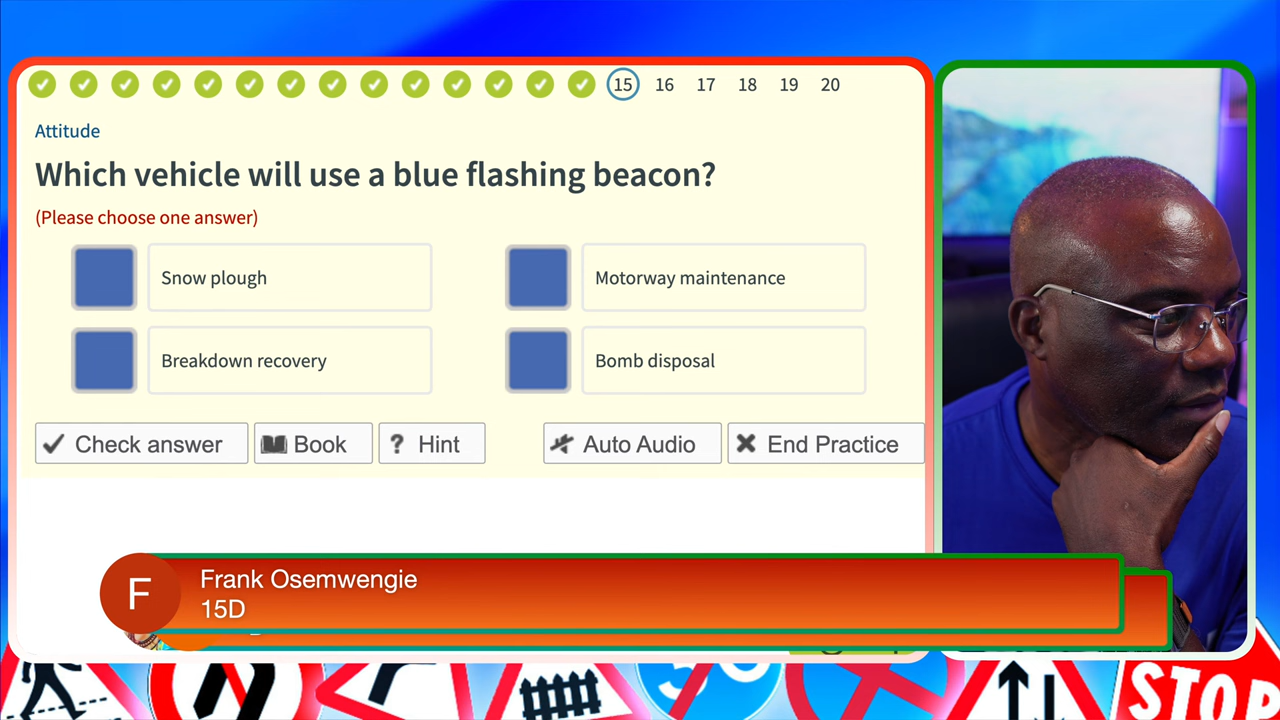 15 16 17 18 19 20
Attitude
Which vehicle will use a blue flashing beacon?
(Please choose one answer)
Snow plough
Motorway maintenance
Breakdown recovery
Bomb disposal
Check answer
Book
? Hint
Auto Audio
End Practice
F
Frank Osemwengie
15D
STOP